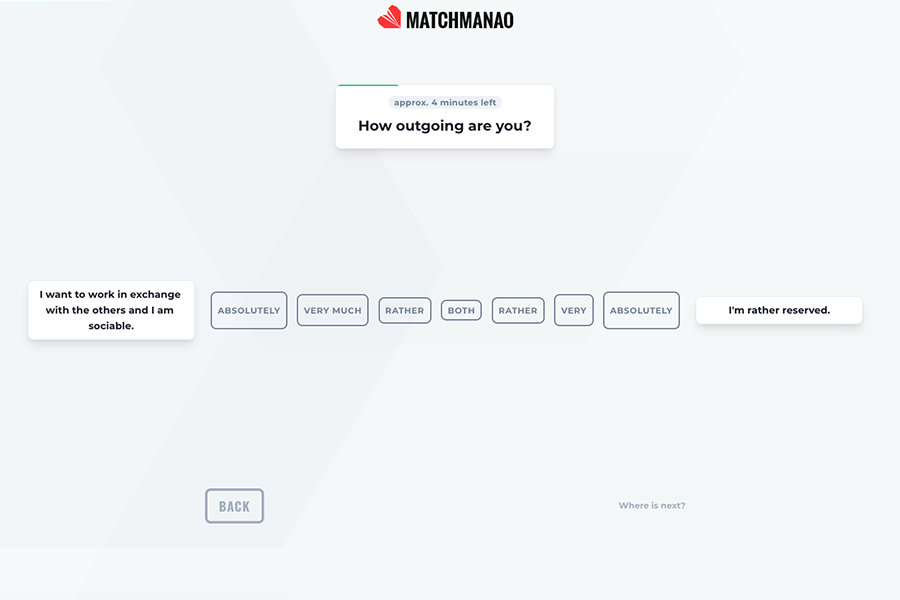 MATCHMANAO
approx. 4 minutes left
How outgoing are you?
I want to work in exchange
with the others and I am
sociable.
ABSOLUTELY
VERY MUCH
RATHER
BOTH
RATHER
VERY
ABSOLUTELY
I'm rather reserved.
BACK
Where is next?